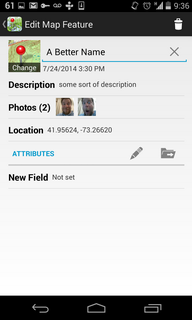 61 9:36
Edit Map Feature
A Better Name
Change 7/24/2014 3:30 PM
Description some sort of description
Photos (2)
Location 41.95624, -73.26620
ATTRIBUTES
New Field Not set